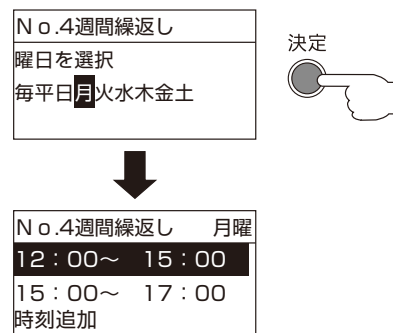 No.4週間繰返し
曜日を選択
毎平日月火水木金土
決定
No.4週間繰返し 月曜
12：00～ 15：00
15：00～ 17：00
時刻追加